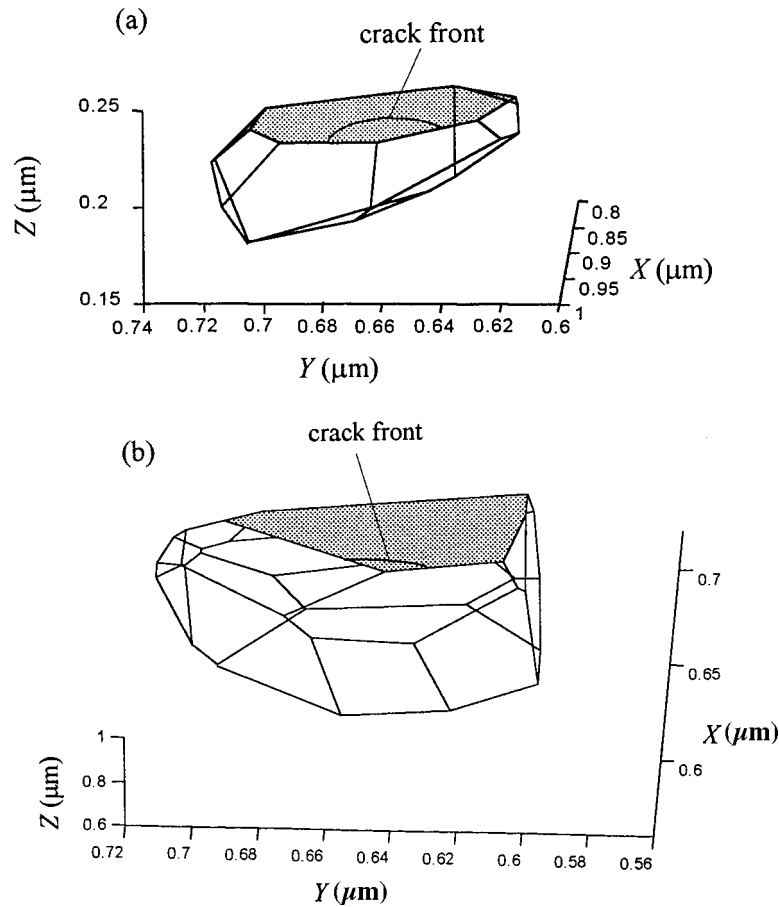 (a)
crack front
0.25
0.2
0.15
Z (μm)
0.74 0.72 0.7 0.68 0.66 0.64 0.62 0.6
Y (μm)
0.8
0.85
0.9
0.95
1
X (μm)
(b)
crack front
1
0.8
0.6
Z (μm)
0.72 0.7 0.68 0.66 0.64 0.62 0.6 0.58 0.56
Y (μm)
0.7
0.65
0.6
X (μm)